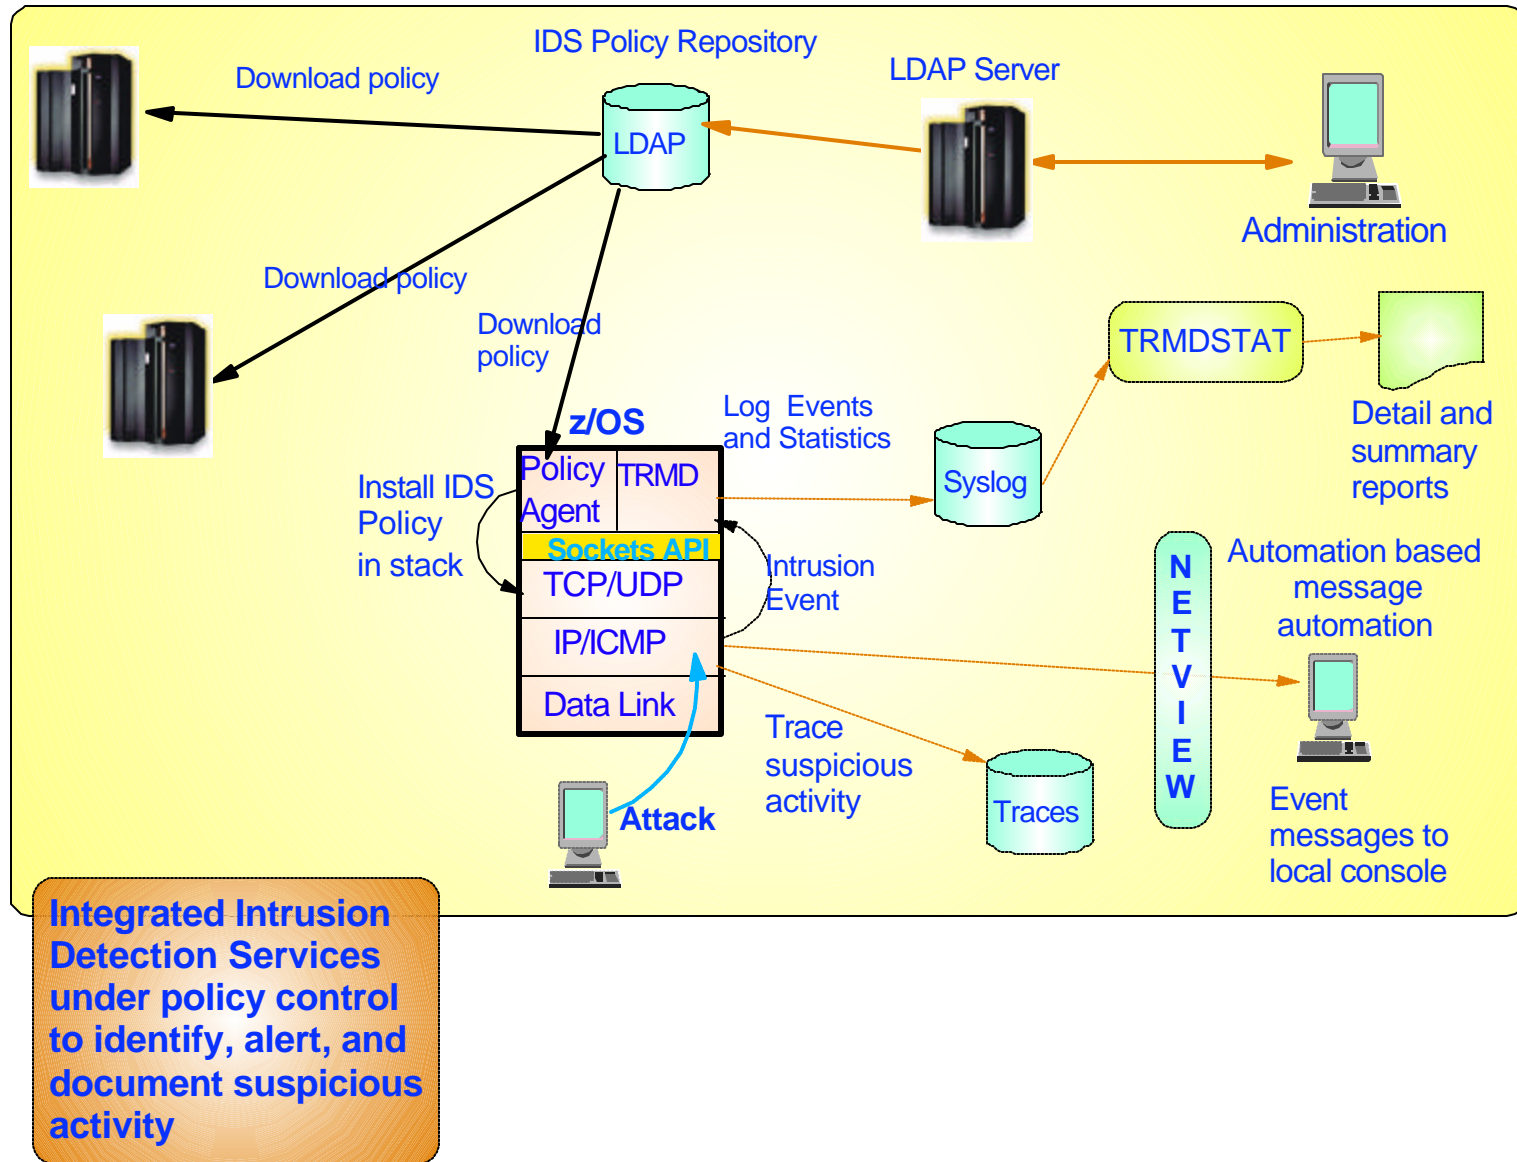 IDS Policy Repository
LDAP Server
Download policy
LDAP
Administration
Download policy
Download
policy
TRMDSTAT
z/OS
Log Events
and Statistics
Detail and
summary
reports
Policy
Agent
TRMD
Install IDS
Policy
in stack
Syslog
Sockets API
TCP/UDP
IP/ICMP
Data Link
Intrusion
Event
N
E
T
V
I
E
W
Automation based
message
automation
Trace
suspicious
activity
Traces
Attack
Event
messages to
local console
Integrated Intrusion
Detection Services
under policy control
to identify, alert, and
document suspicious
activity